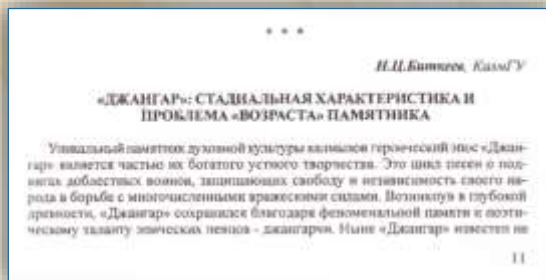 * * *
Н.Ц.Биткеев, КалмГУ
«ДЖАНГАР»: СТАДИАЛЬНАЯ ХАРАКТЕРИСТИКА И
ПРОБЛЕМА «ВОЗРАСТА» ПАМЯТНИКА
Уникальный памятник духовной культуры калмыков героический эпос «Джан-
гар» является частью их богатого устного творчества. Это цикл песен о под-
вигах доблестных воинов, защищающих свободу и независимость своего на-
рода в борьбе с многочисленными вражескими силами. Возникнув в глубокой
древности, «Джангар» сохранился благодаря феноменальной памяти и поэти-
ческому таланту эпических певцов - джангарчи. Ныне «Джангар» известен не
11